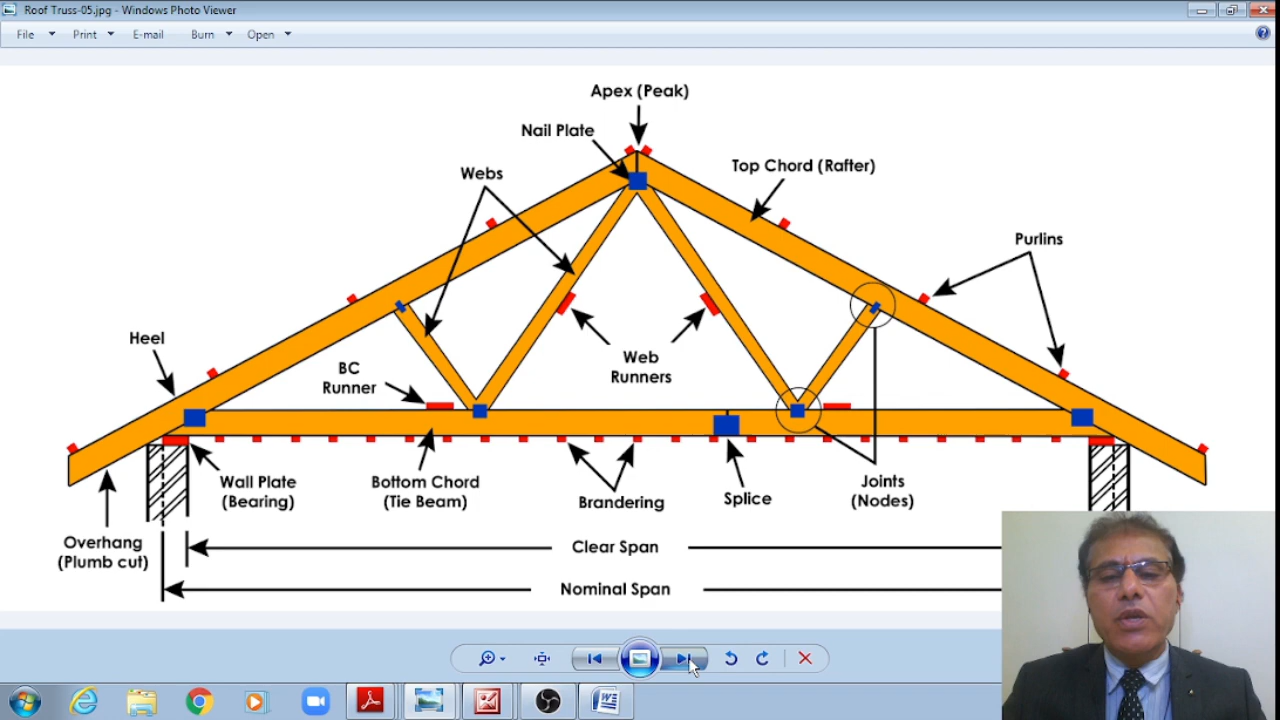 Roof Truss-05.jpg - Windows Photo Viewer
File Print E-mail Burn Open
Apex (Peak)
Nail Plate
Top Chord (Rafter)
Webs
Purlins
Heel
Web
Runners
BC
Runner
Wall Plate
(Bearing)
Bottom Chord
(Tie Beam)
Brandering
Splice
Joints
(Nodes)
Overhang
(Plumb cut)
Clear Span
Nominal Span